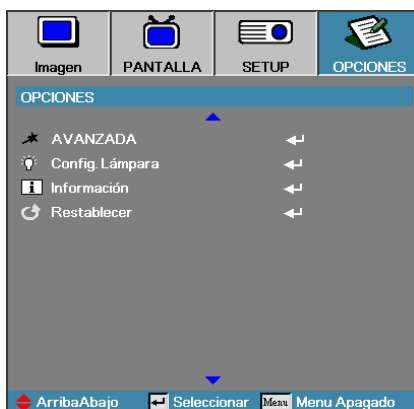 Imagen PANTALLA SETUP OPCIONES
OPCIONES
AVANZADA
Config. Lámpara
Información
Restablecer
ArribaAbajo Seleccionar Menu Menu Apagado